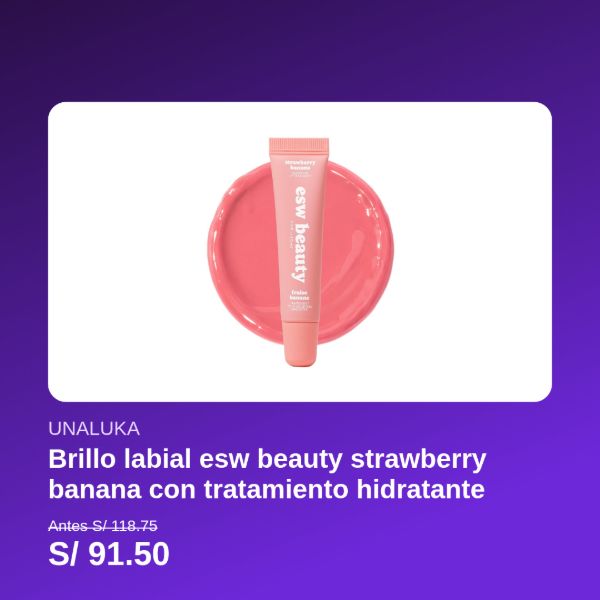 strawberry
banana
esw beauty
fraise
banane
UNALUKA
Brillo labial esw beauty strawberry
banana con tratamiento hidratante
Antes S/ 118.75
S/ 91.50